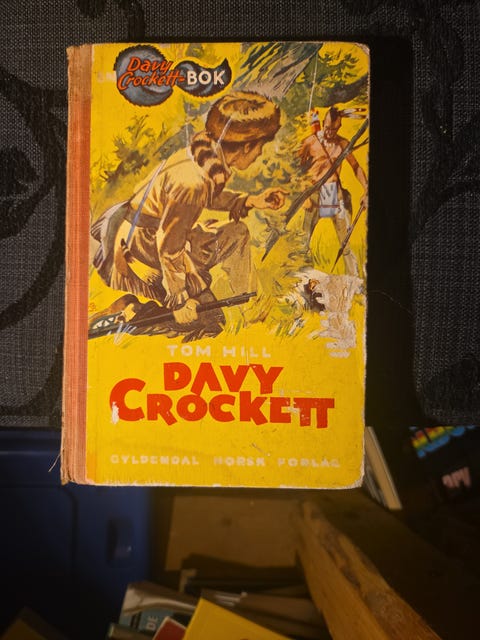 Davy
Crockett-BOK
TOM HILL
DAVY
CROCKETT
GYLDENDAL NORSK FORLAG